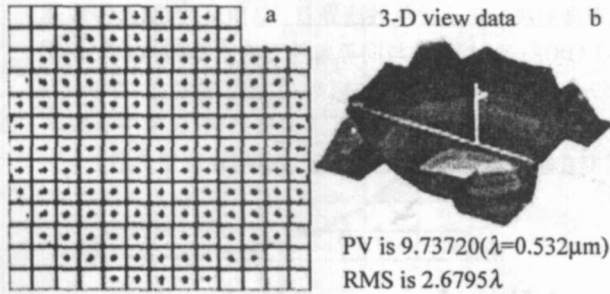 a
3-D view data
b
PV is 9.73720(λ=0.532μm)
RMS is 2.6795λ